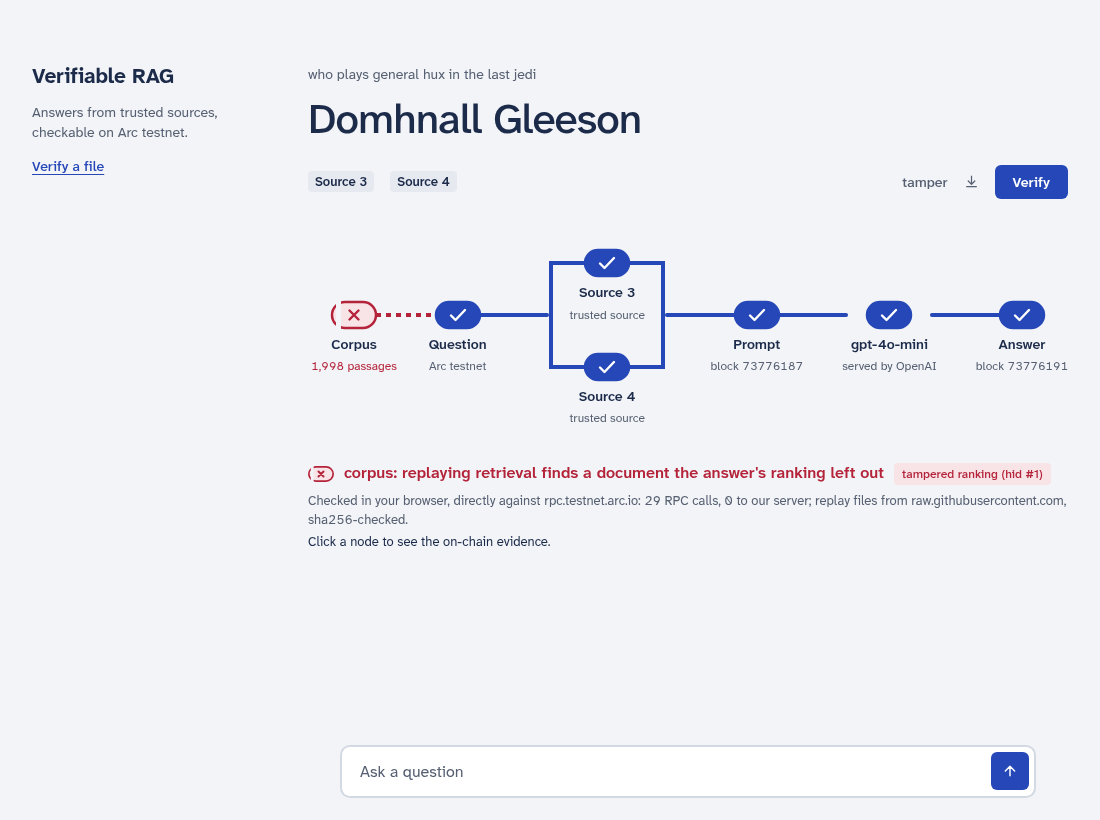 Verifiable RAG
Answers from trusted sources,
checkable on Arc testnet.
Verify a file
who plays general hux in the last jedi
Domhnall Gleeson
Source 3 Source 4 tamper Verify
Source 3
trusted source
Corpus Question Prompt gpt-4o-mini Answer
1,998 passages Arc testnet block 73776187 served by OpenAI block 73776191
Source 4
trusted source
corpus: replaying retrieval finds a document the answer's ranking left out tampered ranking (hid #1)
Checked in your browser, directly against rpc.testnet.arc.io: 29 RPC calls, 0 to our server; replay files from raw.githubusercontent.com,
sha256-checked.
Click a node to see the on-chain evidence.
Ask a question